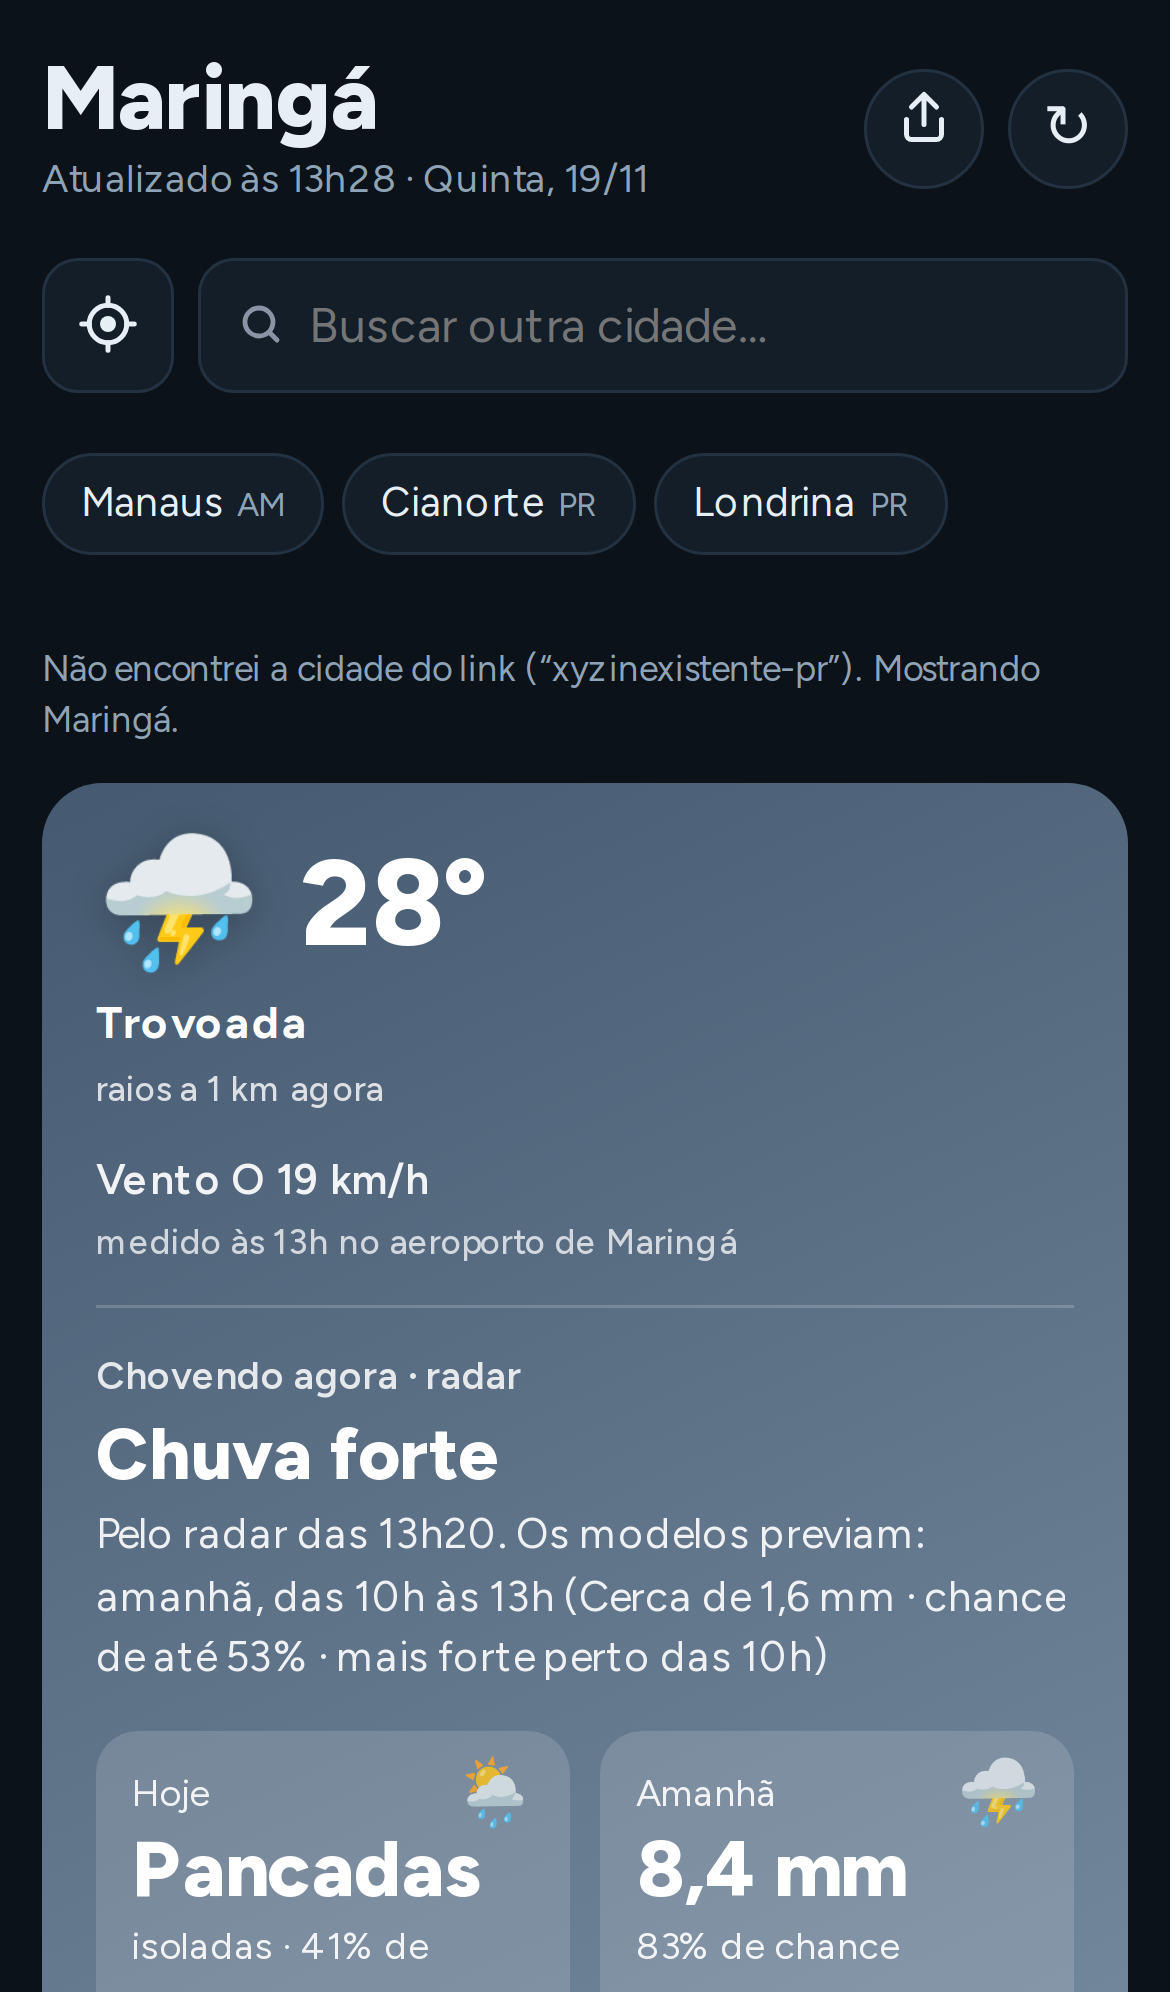 Maringá
Atualizado às 13h28 · Quinta, 19/11
Buscar outra cidade...
Manaus AM
Cianorte PR
Londrina PR
Não encontrei a cidade do link (“xyzinexistente-pr”). Mostrando
Maringá.
28°
Trovoada
raios a 1 km agora
Vento O 19 km/h
medido às 13h no aeroporto de Maringá
Chovendo agora · radar
Chuva forte
Pelo radar das 13h20. Os modelos previam:
amanhã, das 10h às 13h (Cerca de 1,6 mm · chance
de até 53% · mais forte perto das 10h)
Hoje
Pancadas
isoladas · 41% de
Amanhã
8,4 mm
83% de chance